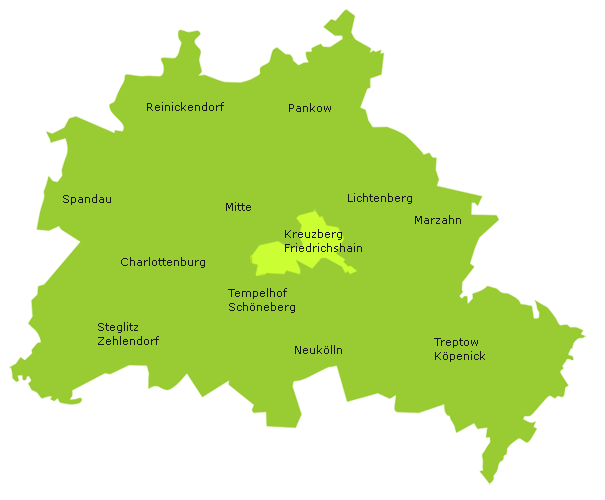 Reinickendorf
Pankow
Spandau
Mitte
Lichtenberg
Marzahn
Kreuzberg
Friedrichshain
Charlottenburg
Tempelhof
Schöneberg
Steglitz
Zehlendorf
Neukölln
Treptow
Köpenick